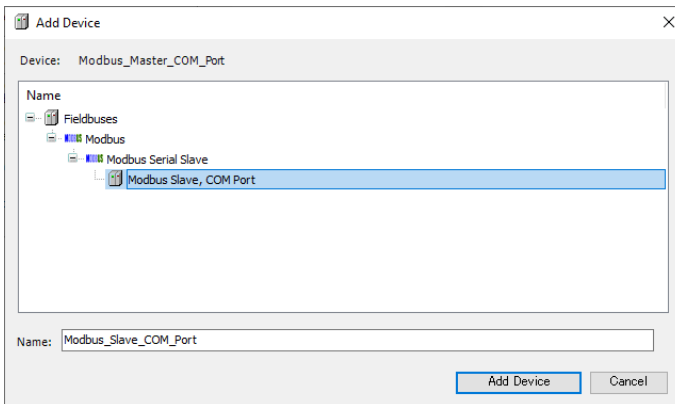 Add Device
Device: Modbus_Master_COM_Port
Name
Fieldbuses
Modbus
Modbus Serial Slave
Modbus Slave, COM Port
Name: Modbus_Slave_COM_Port
Add Device Cancel